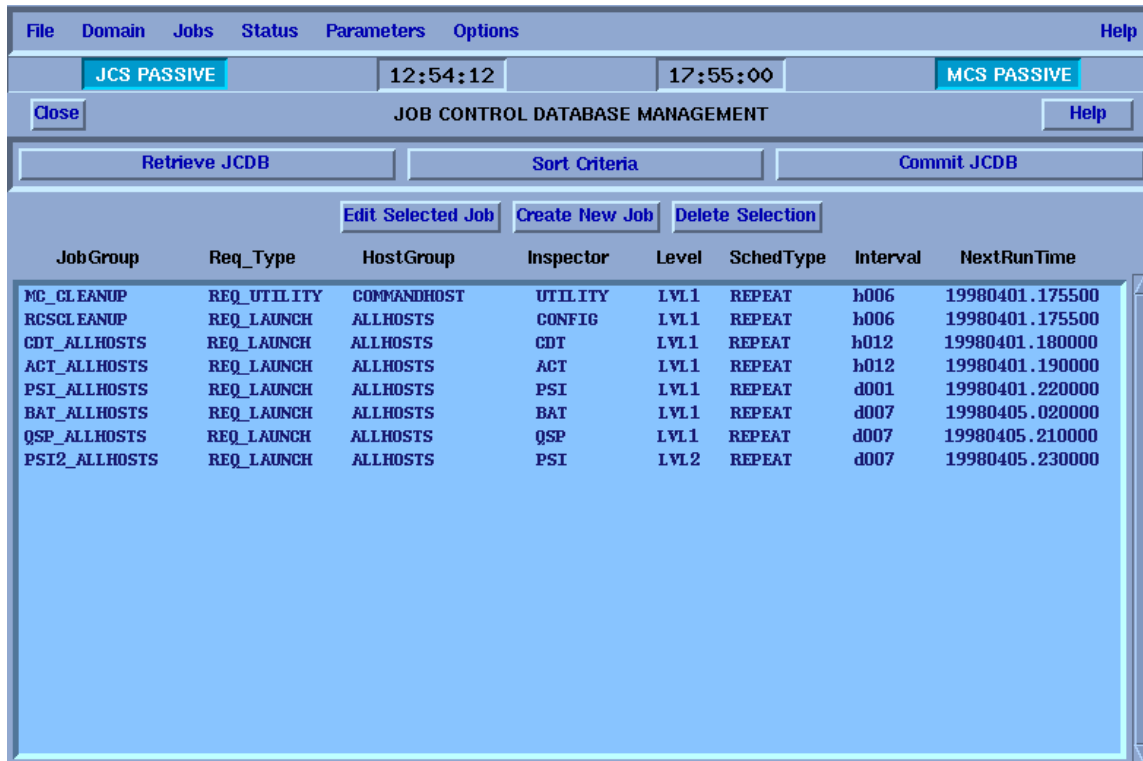 File Domain Jobs Status Parameters Options Help
JCS PASSIVE 12:54:12 17:55:00 MCS PASSIVE
Close JOB CONTROL DATABASE MANAGEMENT Help
Retrieve JCDB Sort Criteria Commit JCDB
Edit Selected Job Create New Job Delete Selection
JobGroup Req_Type HostGroup Inspector Level SchedType Interval NextRunTime
MC_CLEANUP REQ_UTILITY COMMANDHOST UTILITY LVL1 REPEAT h006 19980401.175500
RCSCLEANUP REQ_LAUNCH ALLHOSTS CONFIG LVL1 REPEAT h006 19980401.175500
CDT_ALLHOSTS REQ_LAUNCH ALLHOSTS CDT LVL1 REPEAT h012 19980401.180000
ACT_ALLHOSTS REQ_LAUNCH ALLHOSTS ACT LVL1 REPEAT h012 19980401.190000
PSI_ALLHOSTS REQ_LAUNCH ALLHOSTS PSI LVL1 REPEAT d001 19980401.220000
BAT_ALLHOSTS REQ_LAUNCH ALLHOSTS BAT LVL1 REPEAT d007 19980405.020000
QSP_ALLHOSTS REQ_LAUNCH ALLHOSTS QSP LVL1 REPEAT d007 19980405.210000
PSI2_ALLHOSTS REQ_LAUNCH ALLHOSTS PSI LVL2 REPEAT d007 19980405.230000